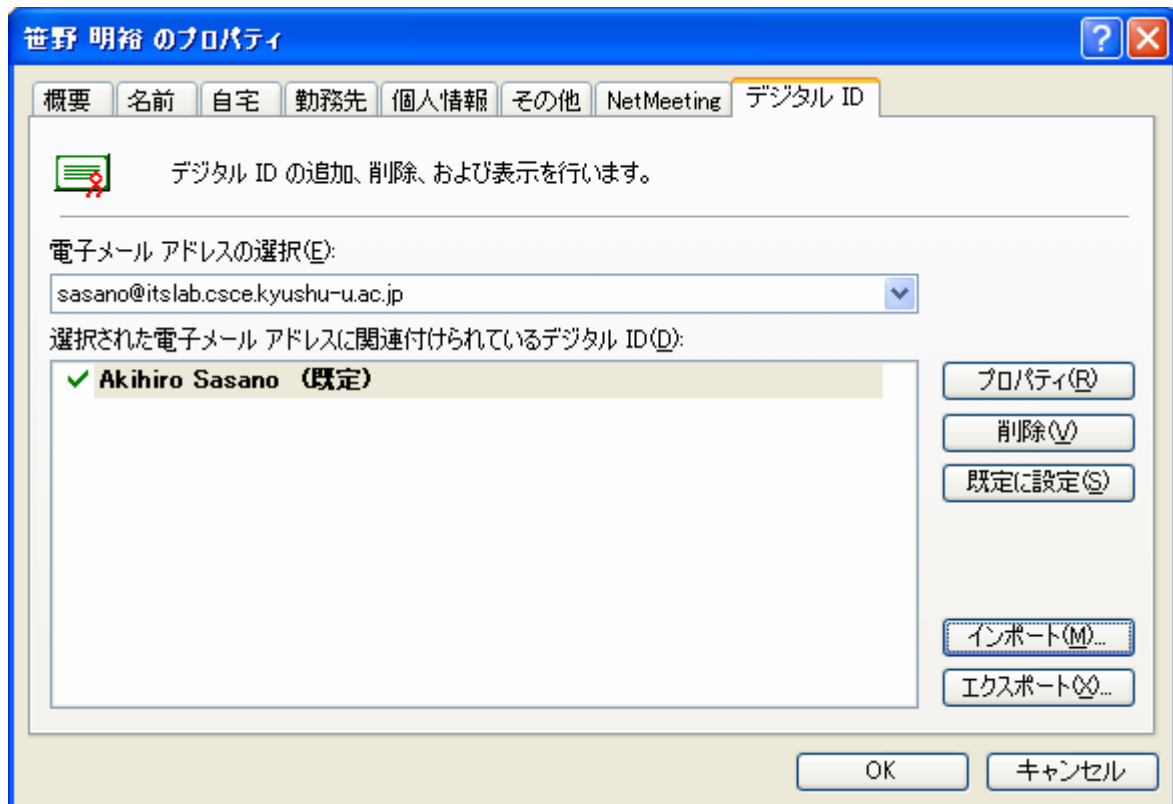 笹野 明裕 のプロパティ
概要 名前 自宅 勤務先 個人情報 その他 NetMeeting デジタル ID
デジタル ID の追加、削除、および表示を行います。
電子メール アドレスの選択(E):
sasano@itslab.csce.kyushu-u.ac.jp
選択された電子メール アドレスに関連付けられているデジタル ID(D):
Akihiro Sasano （既定）
プロパティ(R)
削除(V)
既定に設定(S)
インポート(M)...
エクスポート(X)...
OK キャンセル